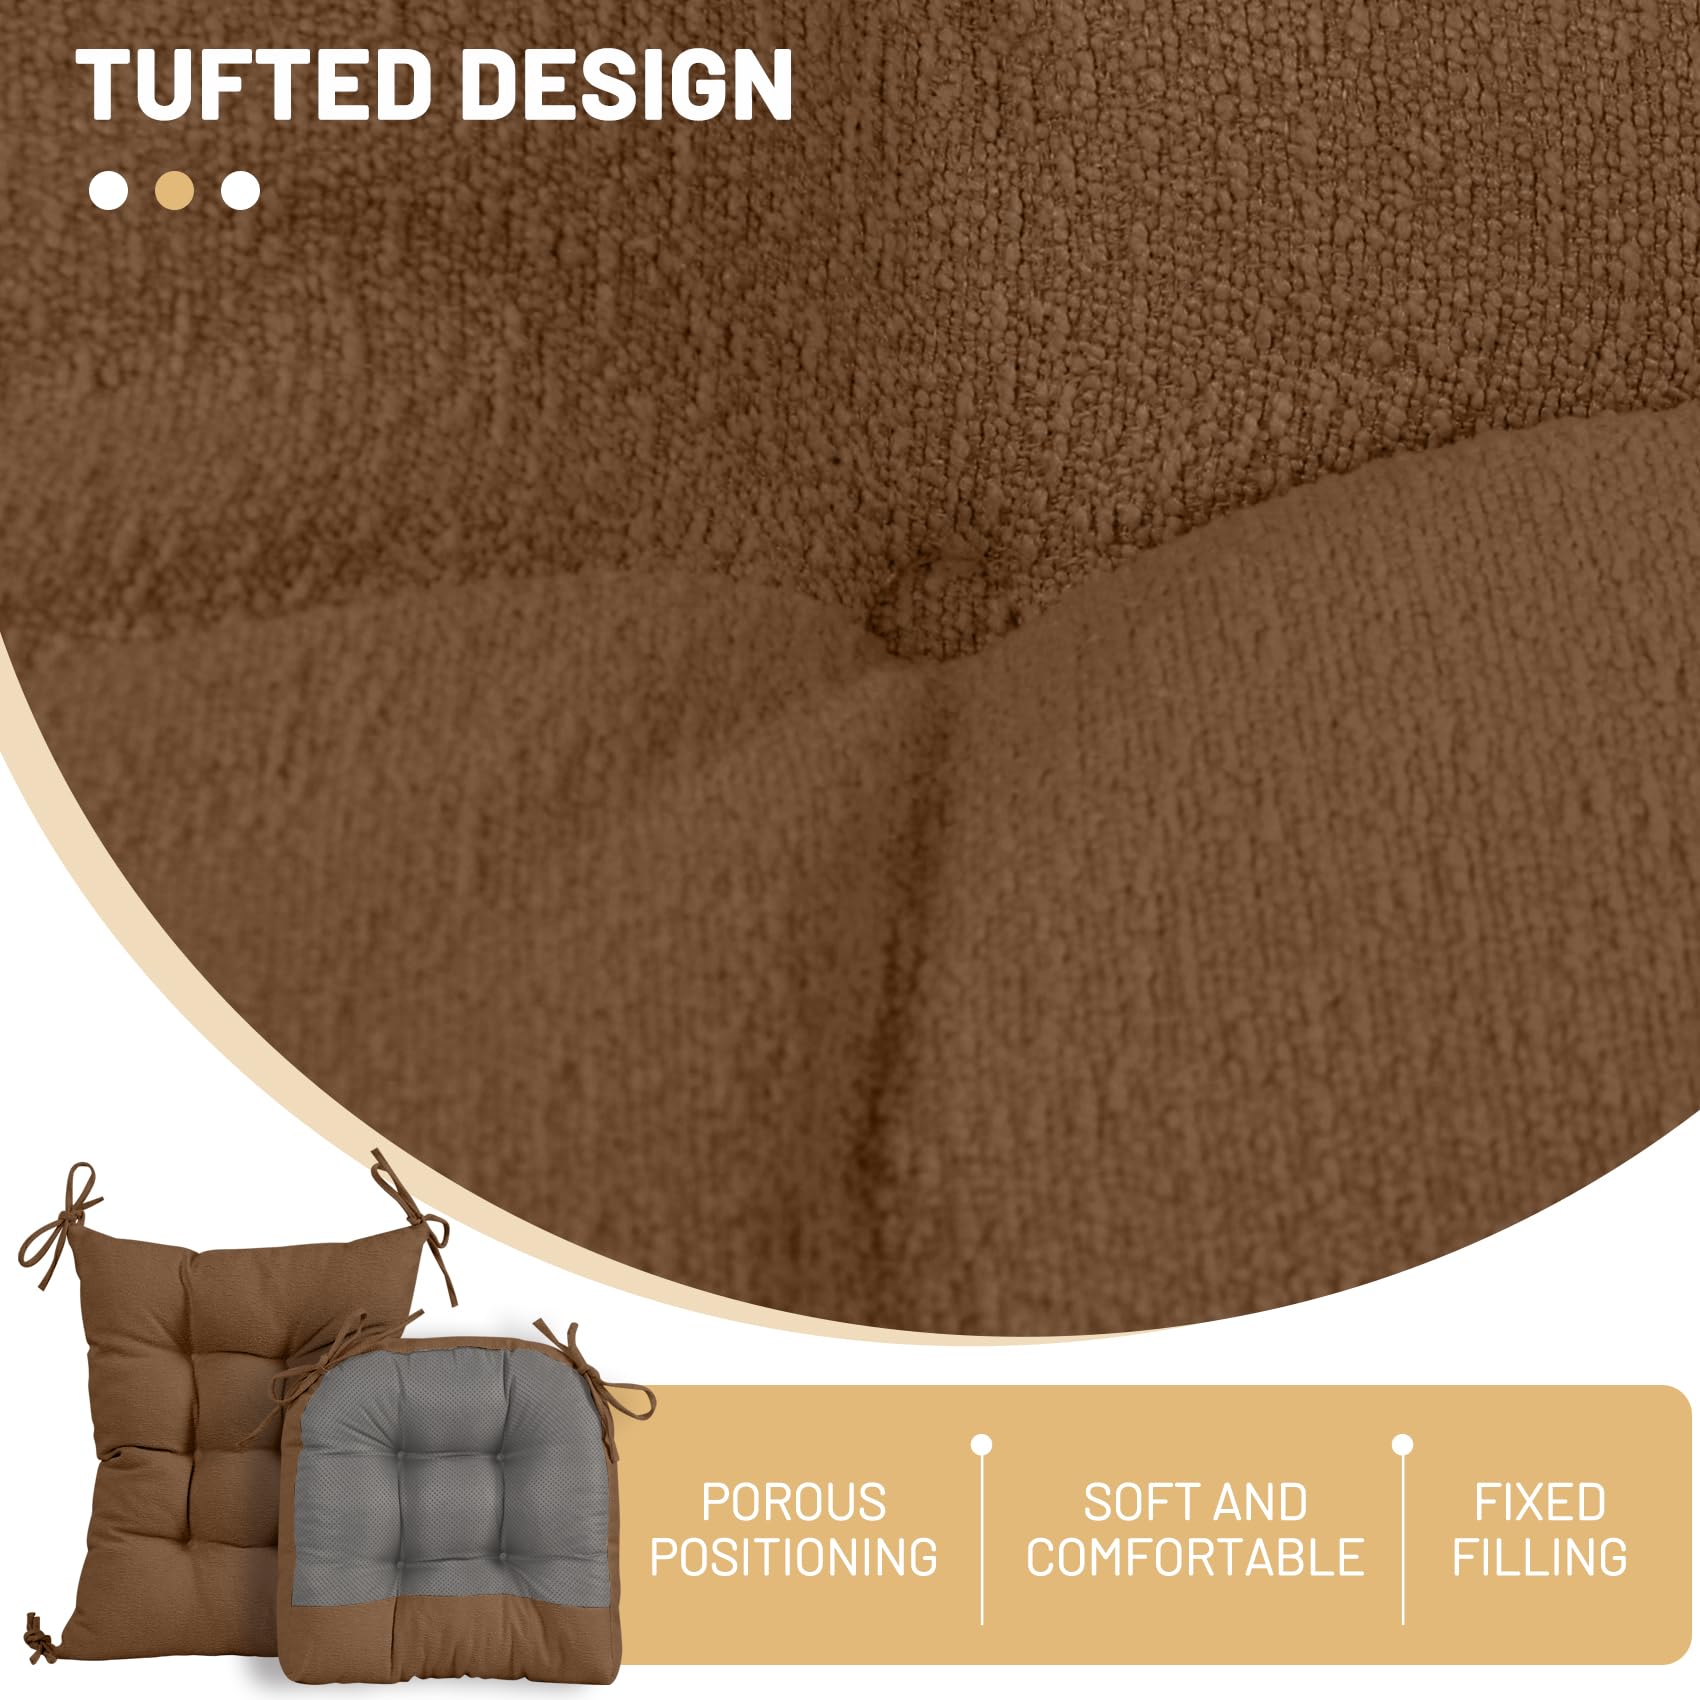 TUFTED DESIGN
POROUS
POSITIONING
SOFT AND
COMFORTABLE
FIXED
FILLING